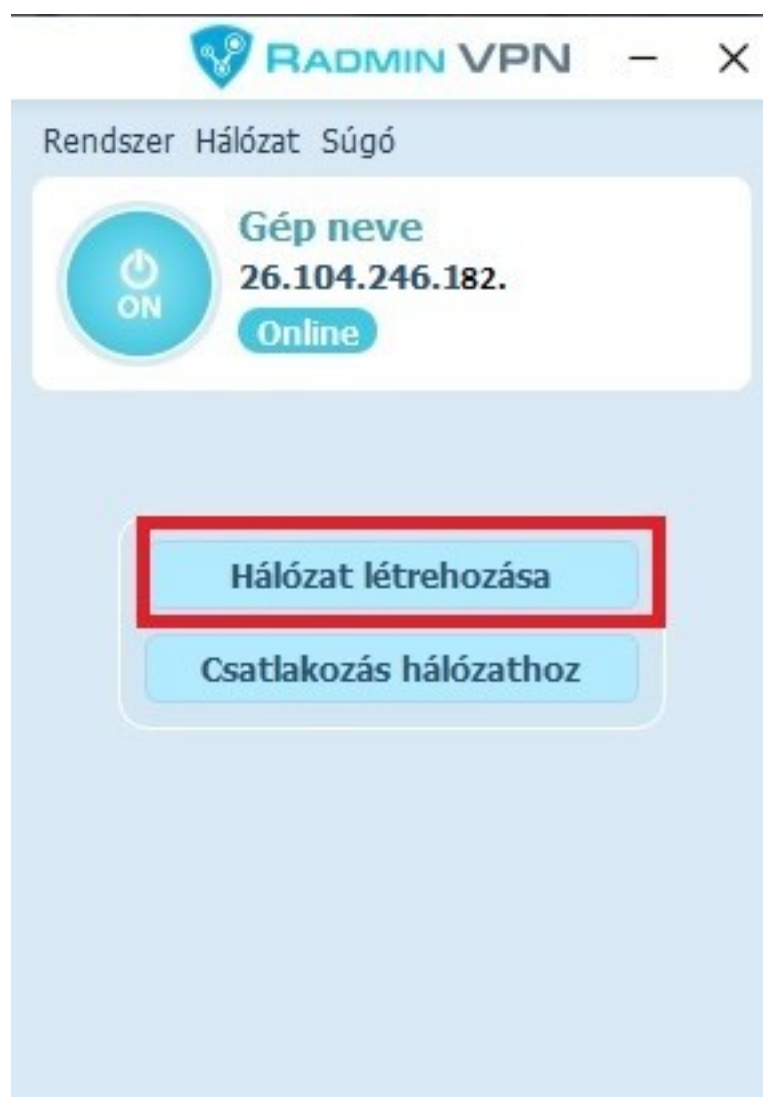 RADMIN VPN
Rendszer Hálózat Súgó
Gép neve
ON
26.104.246.182.
Online
Hálózat létrehozása
Csatlakozás hálózathoz